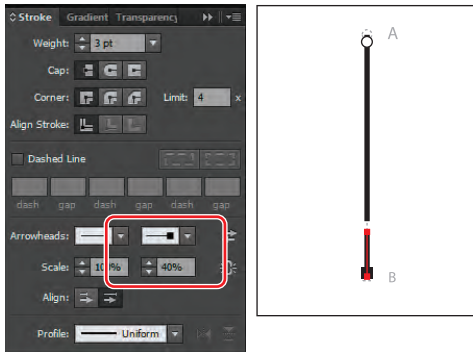 Stroke Gradient Transparency
Weight: 3 pt
Cap:
Corner: Limit: 4 x
Align Stroke:
Dashed Line
dash gap dash gap dash gap
Arrowheads:
Scale: 100% 40%
Align:
Profile: Uniform
A
B